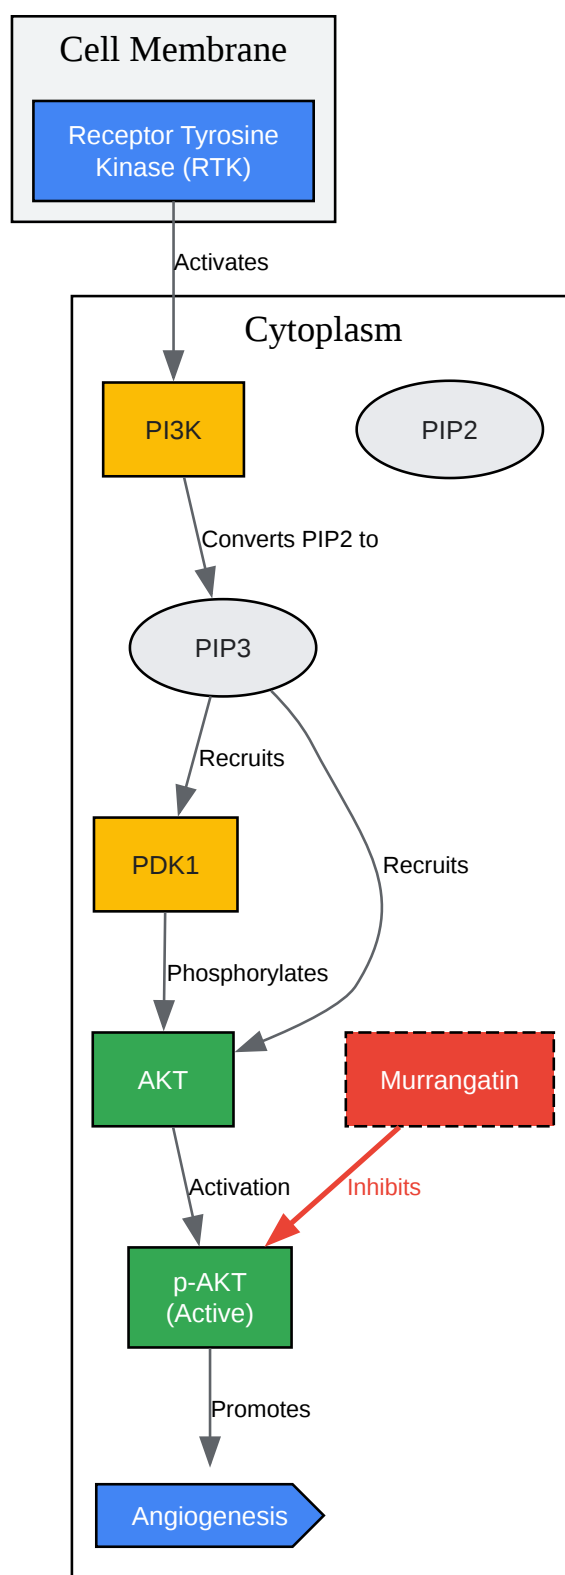 Cell Membrane
Receptor Tyrosine
Kinase (RTK)
Activates
Cytoplasm
PI3K
PIP2
Converts PIP2 to
PIP3
Recruits
PDK1
Recruits
Phosphorylates
AKT
Murrangatin
Activation
Inhibits
p-AKT
(Active)
Promotes
Angiogenesis